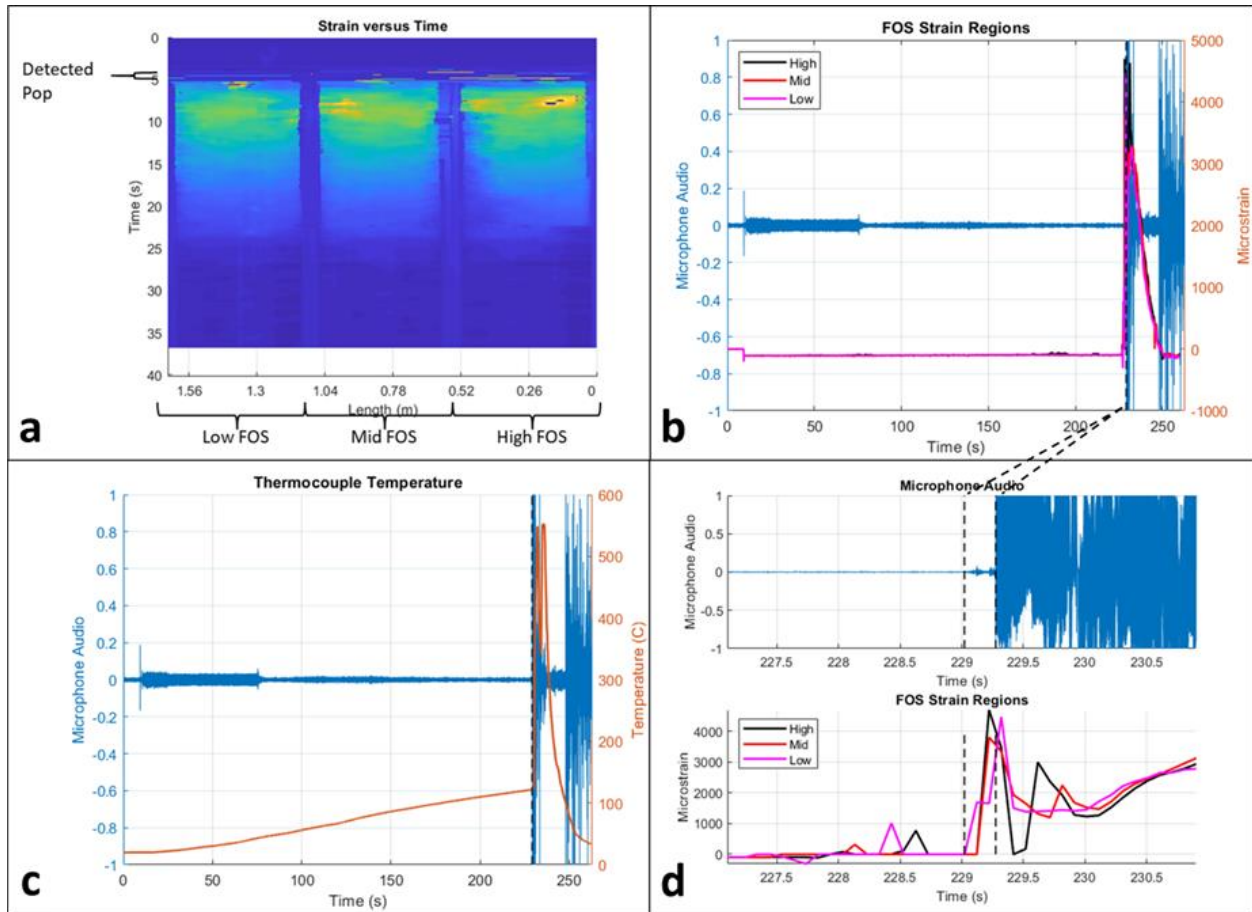 Strain versus Time
0
5
10
15
20
25
30
35
40
Time (s)
Detected
Pop
1.56 1.3 1.04 0.78 0.52 0.26 0
Length (m)
Low FOS Mid FOS High FOS
a
FOS Strain Regions
High
Mid
Low
1
0.8
0.6
0.4
0.2
0
-0.2
-0.4
-0.6
-0.8
-1
Microphone Audio
5000
4000
3000
2000
1000
0
-1000
Microstrain
0 50 100 150 200 250
Time (s)
b
Thermocouple Temperature
1
0.8
0.6
0.4
0.2
0
-0.2
-0.4
-0.6
-0.8
-1
Microphone Audio
600
500
400
300
200
100
0
Temperature (C)
0 50 100 150 200 250
Time (s)
c
Microphone Audio
1
0.5
0
-0.5
-1
Microphone Audio
227.5 228 228.5 229 229.5 230 230.5
Time (s)
FOS Strain Regions
High
Mid
Low
4000
3000
2000
1000
0
Microstrain
227.5 228 228.5 229 229.5 230 230.5
Time (s)
d